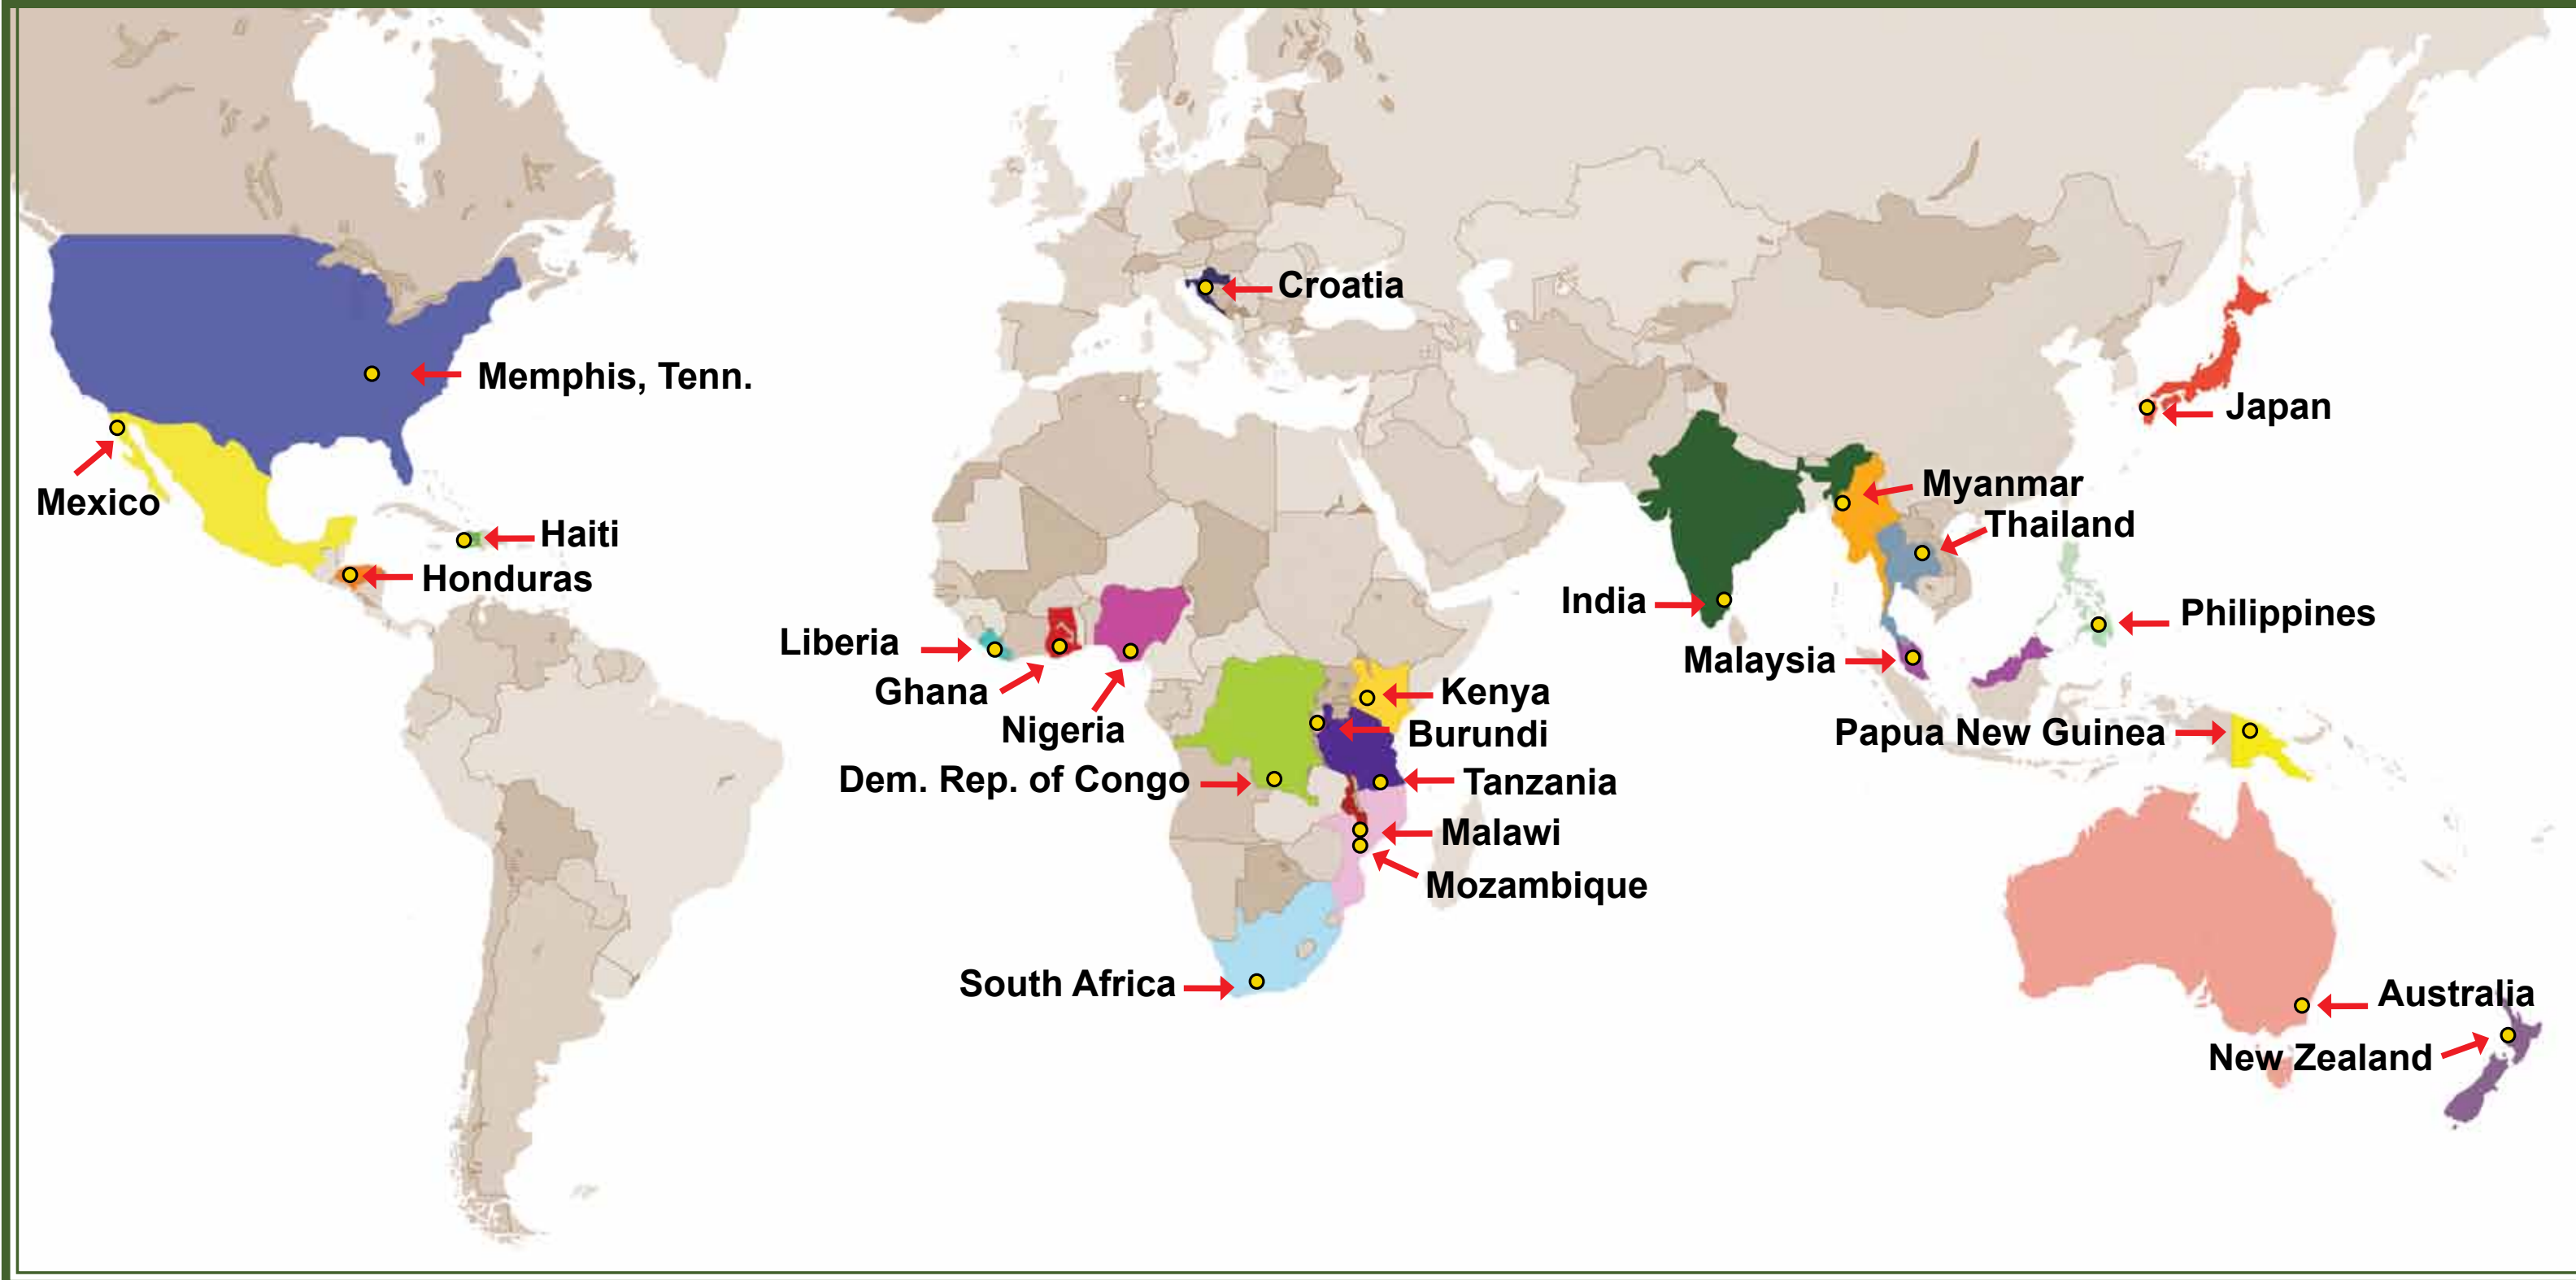 Croatia
Memphis, Tenn.
Japan
Mexico
Myanmar
Thailand
Haiti
Honduras
India
Philippines
Liberia
Malaysia
Ghana
Kenya
Nigeria
Burundi
Papua New Guinea
Dem. Rep. of Congo
Tanzania
Malawi
Mozambique
South Africa
Australia
New Zealand